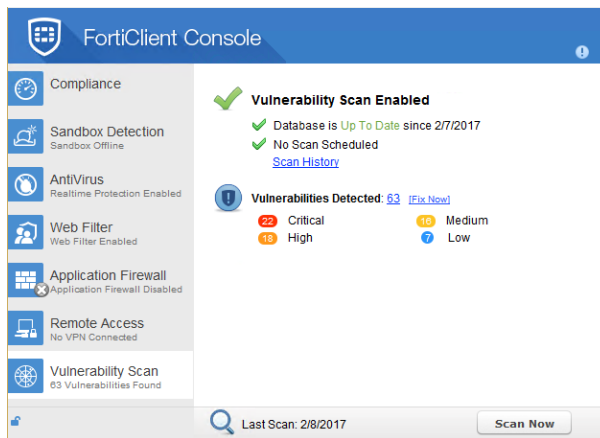 FortiClient Console
Compliance
Sandbox Detection
Sandbox Offline
AntiVirus
Realtime Protection Enabled
Web Filter
Web Filter Enabled
Application Firewall
Application Firewall Disabled
Remote Access
No VPN Connected
Vulnerability Scan
63 Vulnerabilities Found
Vulnerability Scan Enabled
Database is Up To Date since 2/7/2017
No Scan Scheduled
Scan History
Vulnerabilities Detected: 63 [Fix Now]
22 Critical 16 Medium
18 High 7 Low
Last Scan: 2/8/2017 Scan Now